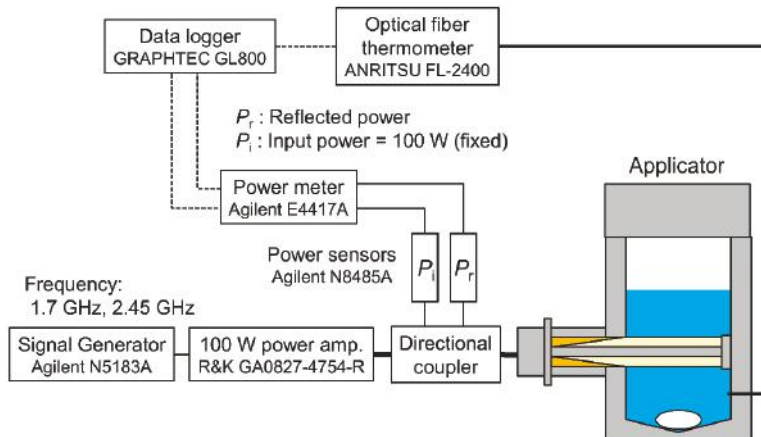 Data logger
GRAPHTEC GL800
Optical fiber
thermometer
ANRITSU FL-2400
Pr : Reflected power
Pi : Input power = 100 W (fixed)
Applicator
Power meter
Agilent E4417A
Power sensors
Agilent N8485A
Pi
Pr
Frequency:
1.7 GHz, 2.45 GHz
Signal Generator
Agilent N5183A
100 W power amp.
R&K GA0827-4754-R
Directional
coupler